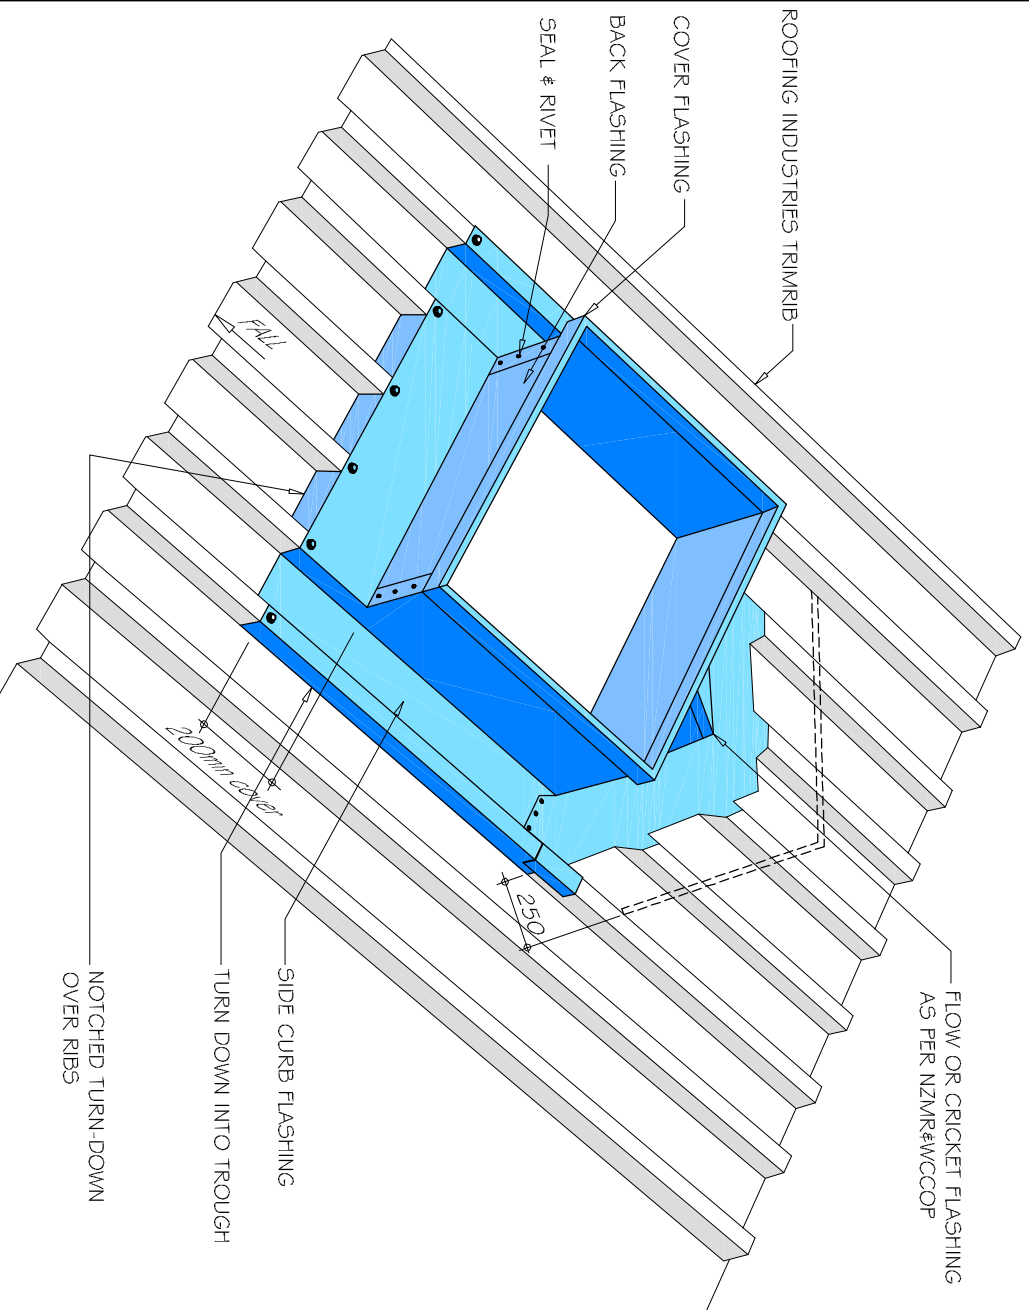 ROOFING INDUSTRIES TRIMRIB
COVER FLASHING
BACK FLASHING
SEAL & RIVET
FALL
FLOW OR CRICKET FLASHING
AS PER NZMR&WCCOP
250
200min cover
SIDE CURB FLASHING
TURN DOWN INTO TROUGH
NOTCHED TURN-DOWN
OVER RIBS